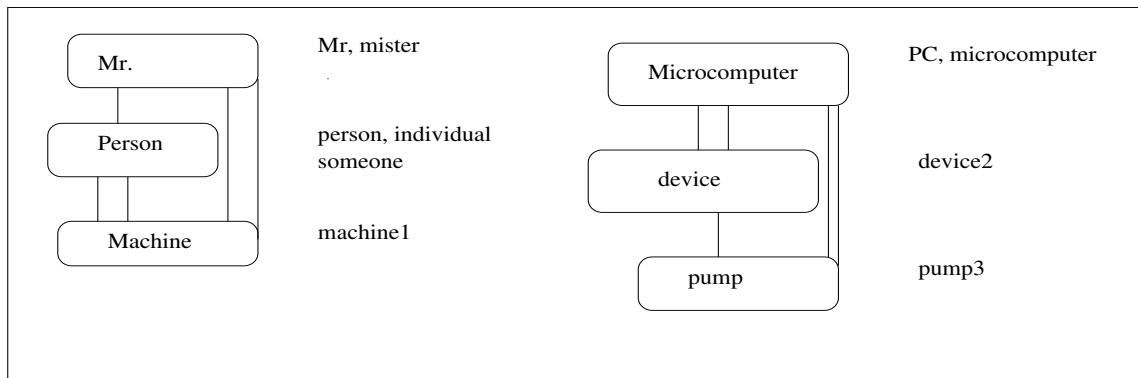 Mr.
Mr, mister
Person
person, individual
someone
Machine
machine1
Microcomputer
PC, microcomputer
device
device2
pump
pump3